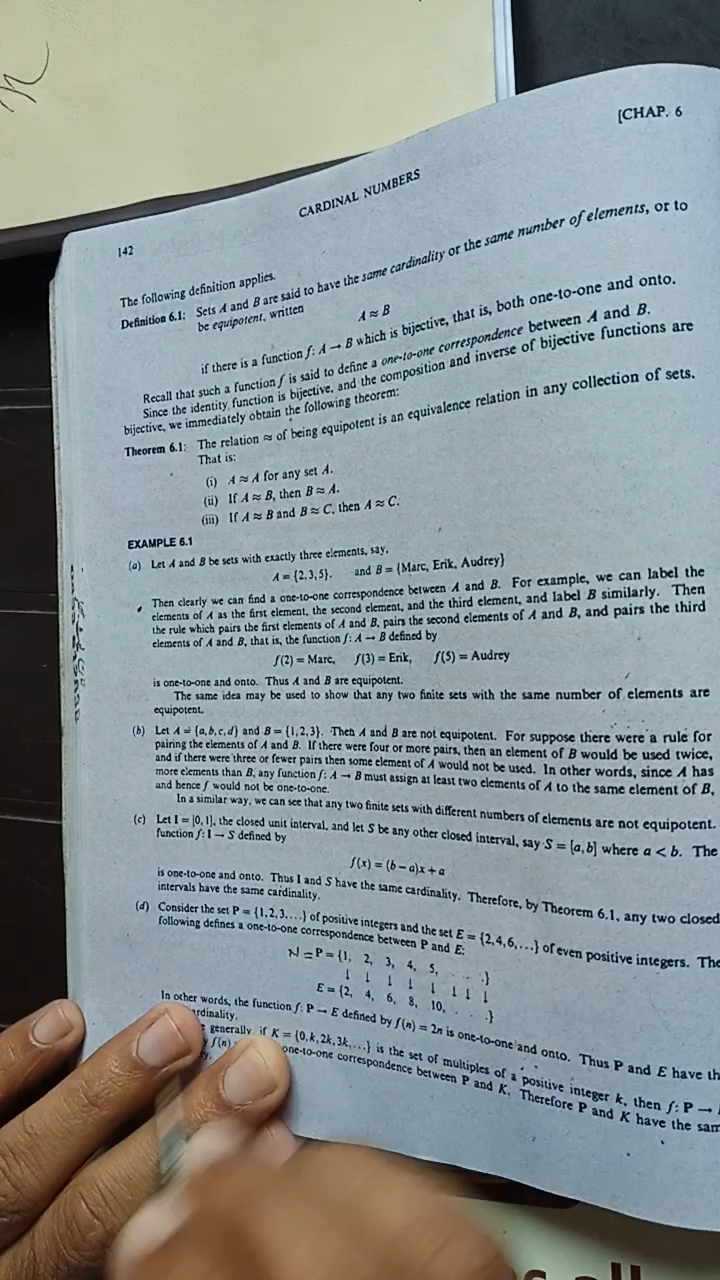 [CHAP. 6
CARDINAL NUMBERS
142
The following definition applies.
Definition 6.1: Sets A and B are said to have the same cardinality or the same number of elements, or to
be equipotent, written
A ≈ B
if there is a function f: A → B which is bijective, that is, both one-to-one and onto.
Recall that such a function f is said to define a one-to-one correspondence between A and B.
Since the identity function is bijective, and the composition and inverse of bijective functions are
bijective, we immediately obtain the following theorem:
Theorem 6.1: The relation ≈ of being equipotent is an equivalence relation in any collection of sets.
That is:
(i) A ≈ A for any set A.
(ii) If A ≈ B, then B ≈ A.
(iii) If A ≈ B and B ≈ C, then A ≈ C.
EXAMPLE 6.1
(a) Let A and B be sets with exactly three elements, say,
A = {2,3,5}, and B = {Marc, Erik, Audrey}
Then clearly we can find a one-to-one correspondence between A and B. For example, we can label the
elements of A as the first element, the second element, and the third element, and label B similarly. Then
the rule which pairs the first elements of A and B, pairs the second elements of A and B, and pairs the third
elements of A and B, that is, the function f: A → B defined by
f(2) = Marc, f(3) = Erik, f(5) = Audrey
is one-to-one and onto. Thus A and B are equipotent.
The same idea may be used to show that any two finite sets with the same number of elements are
equipotent.
(b) Let A = {a,b,c,d} and B = {1,2,3}. Then A and B are not equipotent. For suppose there were a rule for
pairing the elements of A and B. If there were four or more pairs, then an element of B would be used twice,
and if there were three or fewer pairs then some element of A would not be used. In other words, since A has
more elements than B, any function f: A → B must assign at least two elements of A to the same element of B,
and hence f would not be one-to-one.
In a similar way, we can see that any two finite sets with different numbers of elements are not equipotent.
(c) Let I = [0,1], the closed unit interval, and let S be any other closed interval, say S = [a,b] where a < b. The
function f: I → S defined by
f(x) = (b − a)x + a
is one-to-one and onto. Thus I and S have the same cardinality. Therefore, by Theorem 6.1, any two closed
intervals have the same cardinality.
(d) Consider the set P = {1,2,3,...} of positive integers and the set E = {2,4,6,...} of even positive integers. The
following defines a one-to-one correspondence between P and E:
N = P = {1, 2, 3, 4, 5, . . .}
↓ ↓ ↓ ↓ ↓ ↓ ↓ ↓
E = {2, 4, 6, 8, 10, . . .}
In other words, the function f: P → E defined by f(n) = 2n is one-to-one and onto. Thus P and E have th
rdinality.
generally, if K = {0,k,2k,3k,...} is the set of multiples of a positive integer k, then f: P →
f(n) one-to-one correspondence between P and K. Therefore P and K have the sam